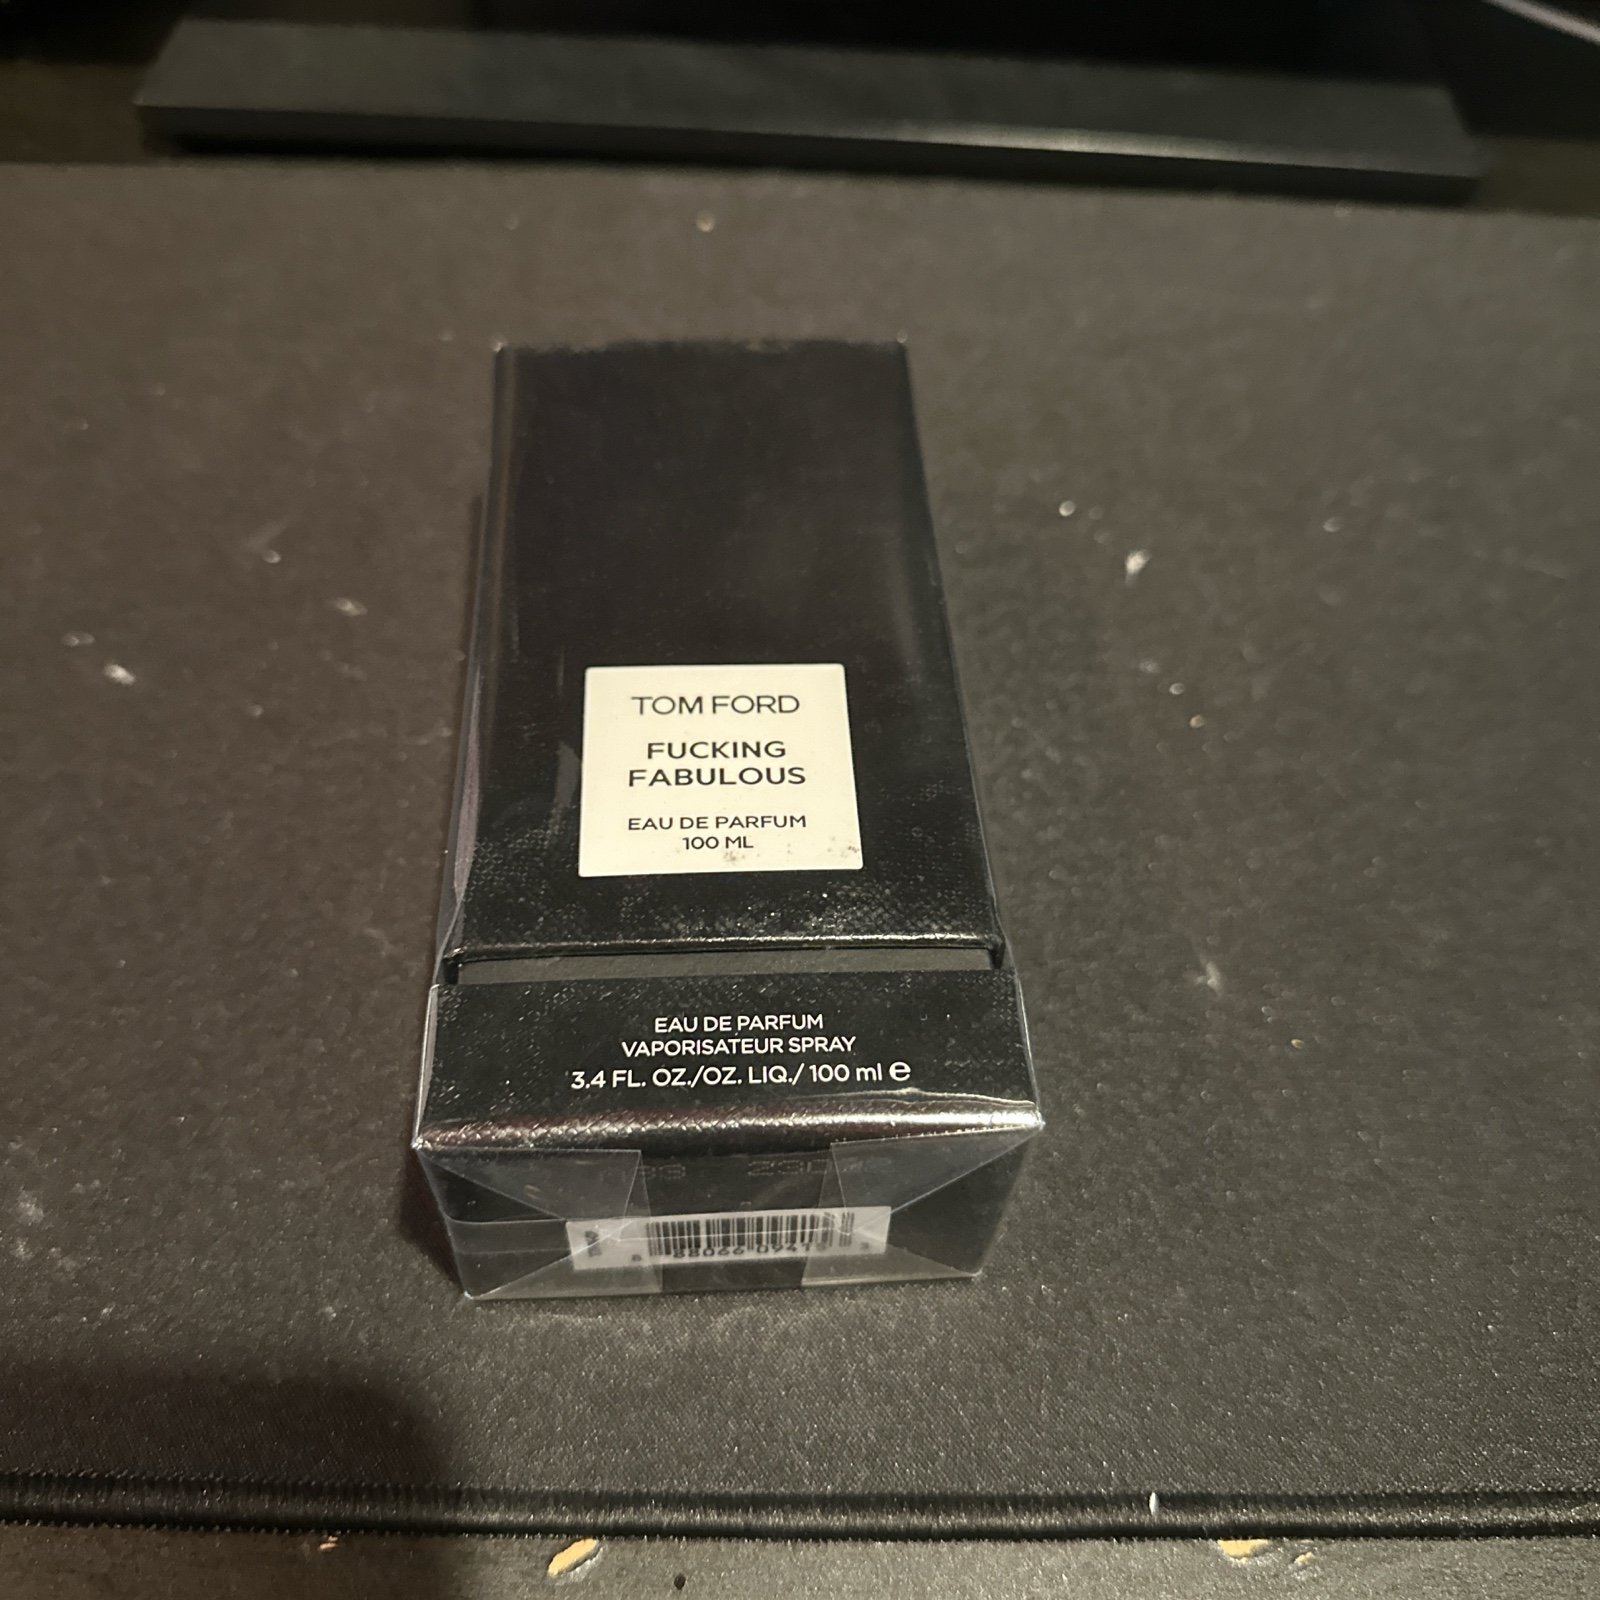 TOM FORD
FUCKING
FABULOUS
EAU DE PARFUM
100 ML
EAU DE PARFUM
VAPORISATEUR SPRAY
3.4 FL. OZ./OZ. LIQ./ 100 ml ℮